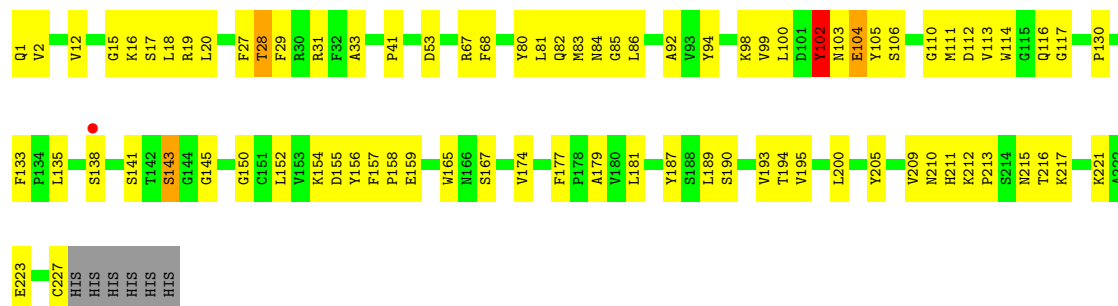 Q1 V2 V12 G15 K16 S17 L18 R19 L20 F27 T28 F29 R30 R31 F32 A33 P41 D53 R67 F68 Y80 L81 Q82 M83 N84 G85 L86 A92 V93 Y94 K98 V99 L100 D101 Y102 N103 E104 Y105 S106 G110 M111 D112 V113 W114 G115 Q116 G117 P130
F133 P134 L135 S138 S141 T142 S143 G144 G145 G150 C151 L152 V153 K154 D155 Y156 F157 P158 E159 W165 N166 S167 V174 F177 P178 A179 V180 L181 Y187 S188 L189 S190 V193 T194 V195 L200 Y205 V209 N210 H211 K212 P213 S214 N215 T216 K217 K221 A222
E223 C227 HIS HIS HIS HIS HIS HIS